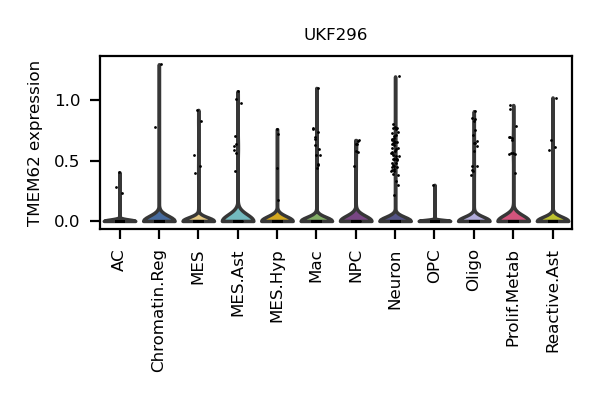 UKF296
TMEM62 expression
1.0
0.5
0.0
AC
Chromatin.Reg
MES
MES.Ast
MES.Hyp
Mac
NPC
Neuron
OPC
Oligo
Prolif.Metab
Reactive.Ast